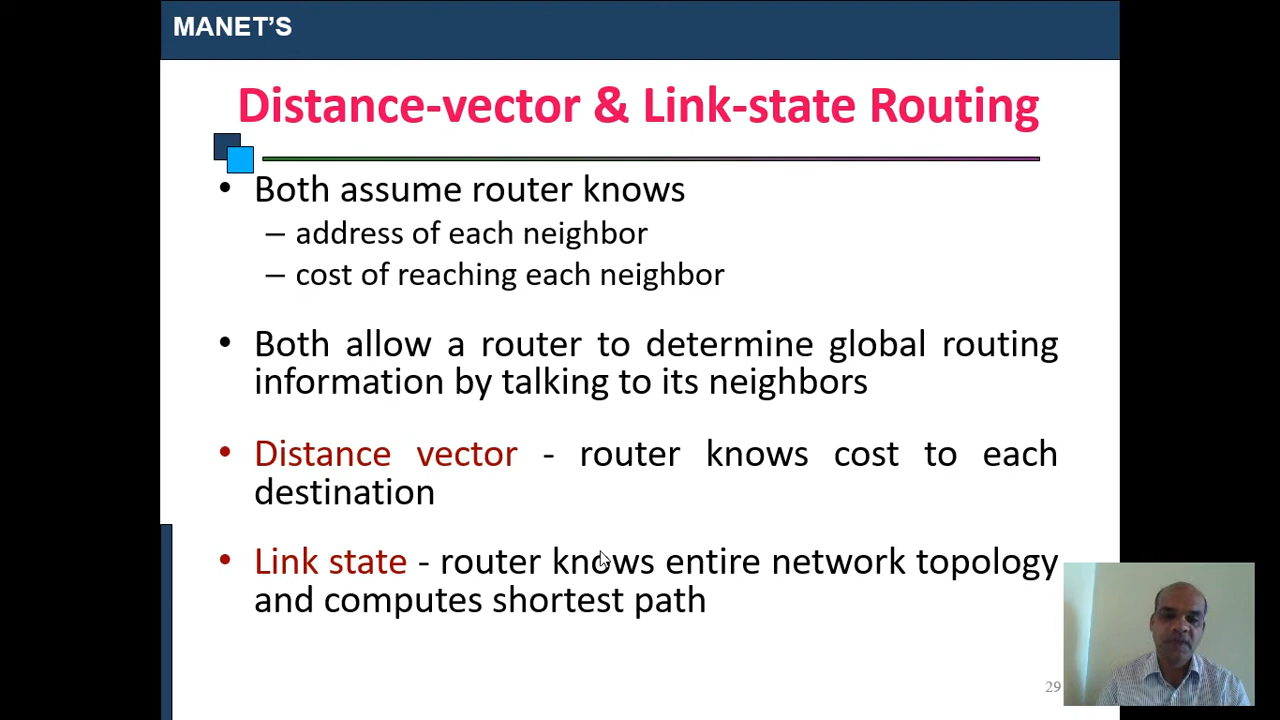 MANET'S
Distance-vector & Link-state Routing
• Both assume router knows
– address of each neighbor
– cost of reaching each neighbor
• Both allow a router to determine global routing
information by talking to its neighbors
• Distance vector - router knows cost to each
destination
• Link state - router knows entire network topology
and computes shortest path
29